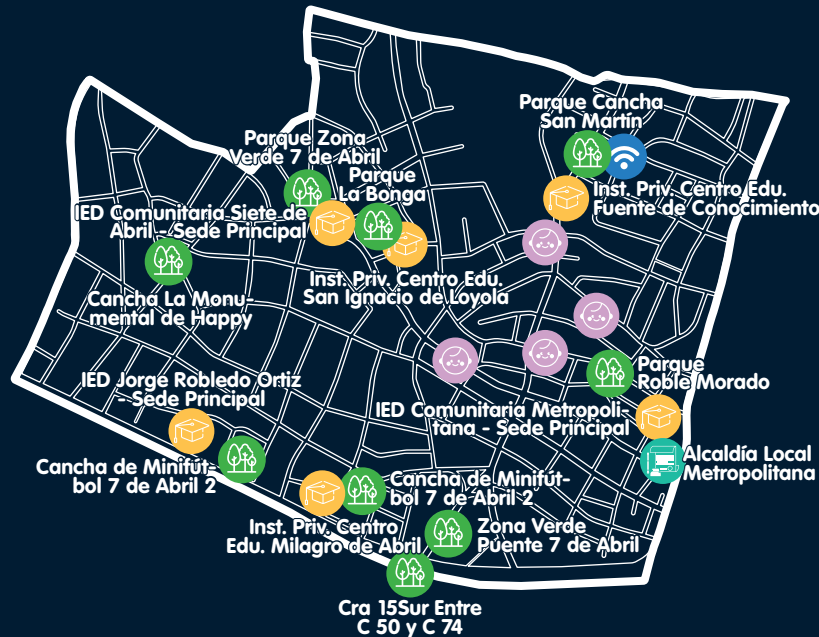 Parque Cancha
San Martín
Parque Zona
Verde 7 de Abril
Parque
La Bonga
Inst. Priv. Centro Edu.
Fuente de Conocimiento
IED Comunitaria Siete de
Abril - Sede Principal
Inst. Priv. Centro Edu.
San Ignacio de Loyola
Cancha La Monu-
mental de Happy
Parque
Roble Morado
IED Jorge Robledo Ortiz
- Sede Principal
IED Comunitaria Metropoli-
tana - Sede Principal
Alcaldía Local
Metropolitana
Cancha de Minifút-
bol 7 de Abril 2
Cancha de Minifút-
bol 7 de Abril 2
Inst. Priv. Centro
Edu. Milagro de Abril
Zona Verde
Puente 7 de Abril
Cra 15Sur Entre
C 50 y C 74